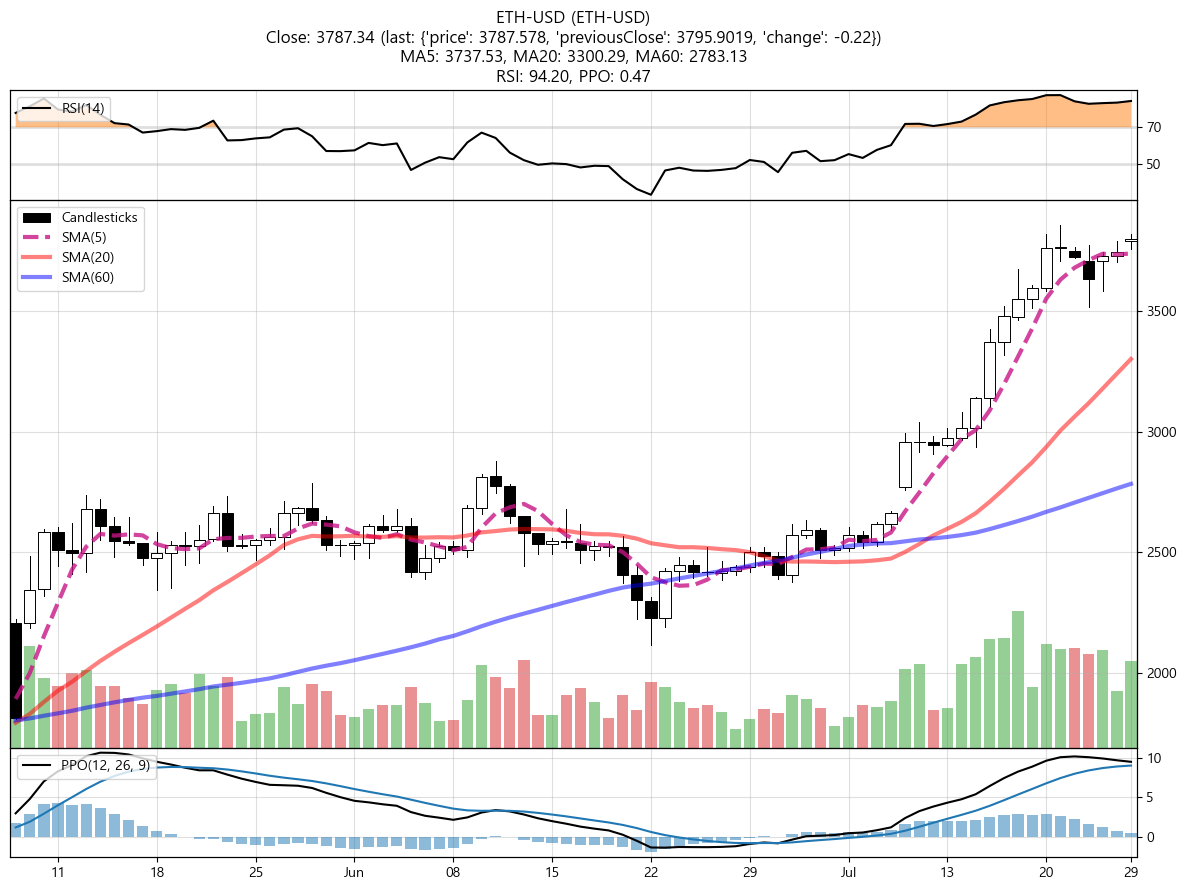 ETH-USD (ETH-USD)
Close: 3787.34 (last: {'price': 3787.578, 'previousClose': 3795.9019, 'change': -0.22})
MA5: 3737.53, MA20: 3300.29, MA60: 2783.13
RSI: 94.20, PPO: 0.47
RSI(14)
70
50
Candlesticks
SMA(5)
SMA(20)
SMA(60)
3500
3000
2500
2000
PPO(12, 26, 9)
10
5
0
11 18 25 Jun 08 15 22 29 Jul 13 20 29